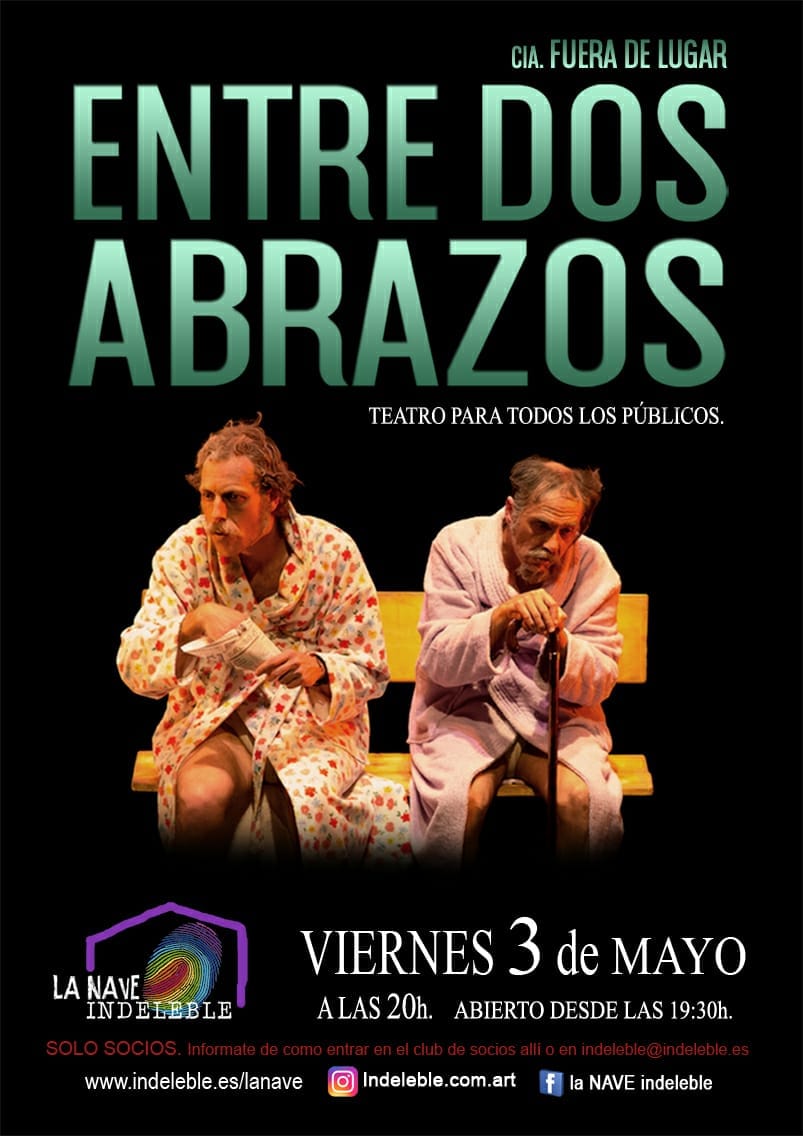 CIA. FUERA DE LUGAR
ENTRE DOS
ABRAZOS
TEATRO PARA TODOS LOS PÚBLICOS.
LA NAVE
INDELEBLE
VIERNES 3 de MAYO
A LAS 20h. ABIERTO DESDE LAS 19:30h.
SOLO SOCIOS. Informate de como entrar en el club de socios allí o en indeleble@indeleble.es
www.indeleble.es/lanave Indeleble.com.art la NAVE indeleble